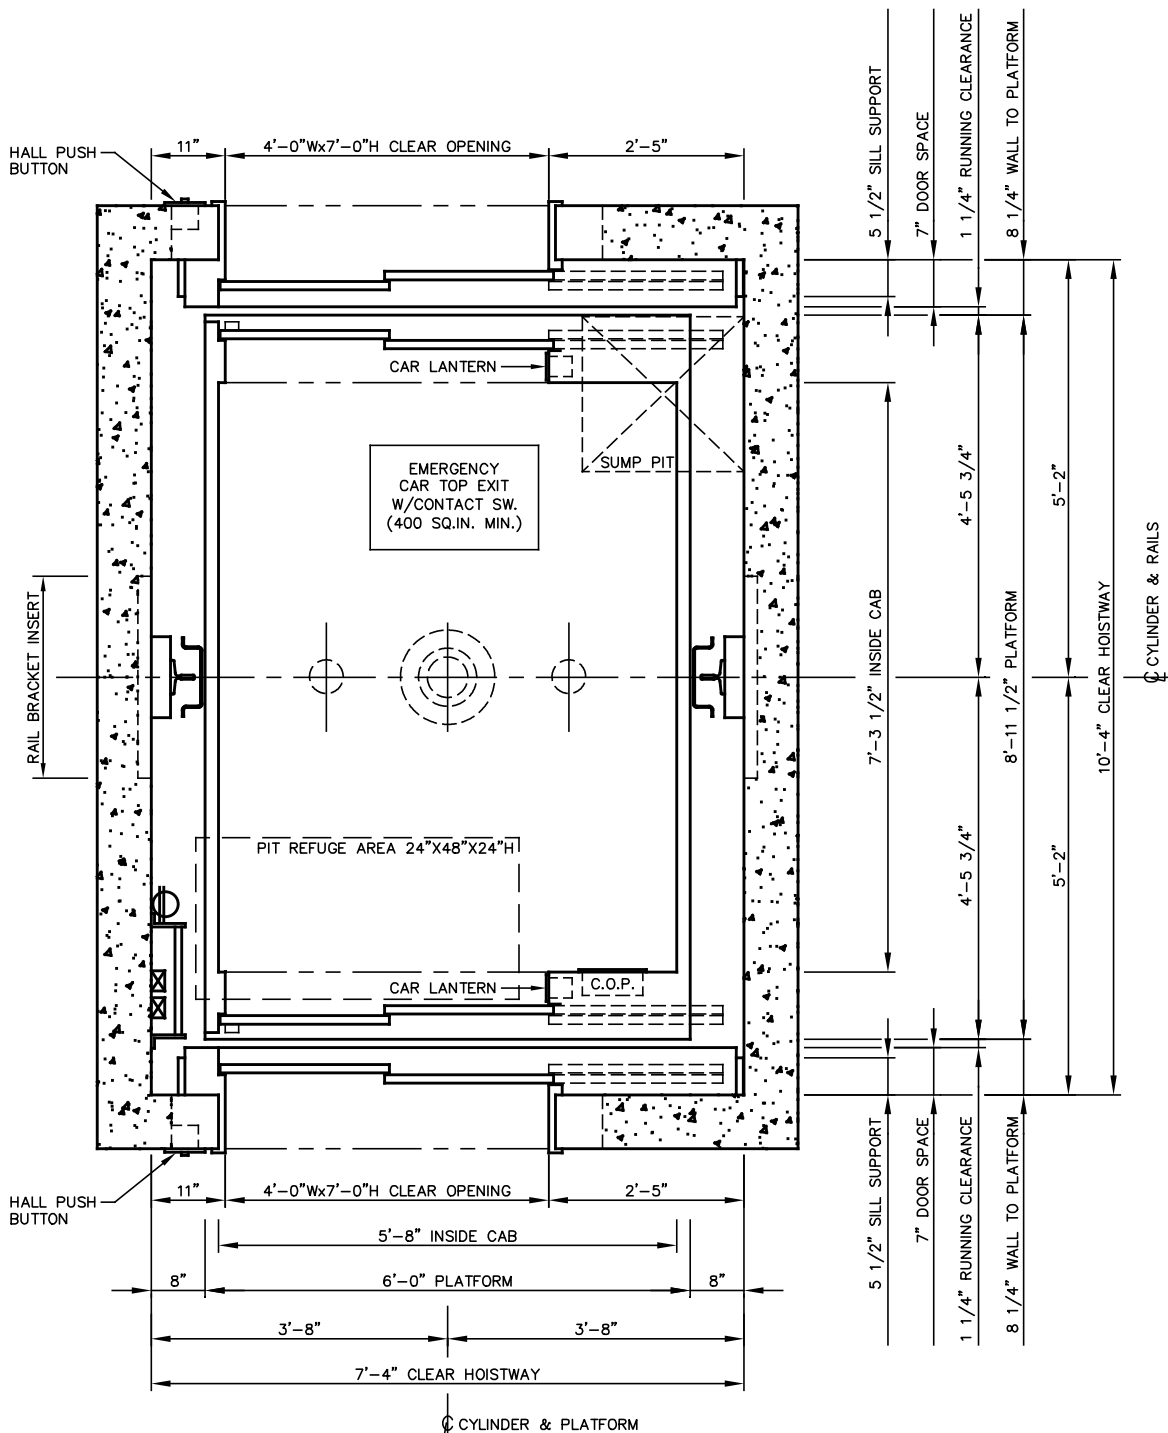 5 1/2" SILL SUPPORT
7" DOOR SPACE
1 1/4" RUNNING CLEARANCE
8 1/4" WALL TO PLATFORM
HALL PUSH
BUTTON
11"
4'-0"Wx7'-0"H CLEAR OPENING
2'-5"
CAR LANTERN
SUMP PIT
EMERGENCY
CAR TOP EXIT
W/CONTACT SW.
(400 SQ.IN. MIN.)
4'-5 3/4"
5'-2"
RAIL BRACKET INSERT
7'-3 1/2" INSIDE CAB
8'-11 1/2" PLATFORM
10'-4" CLEAR HOISTWAY
℄ CYLINDER & RAILS
PIT REFUGE AREA 24"X48"X24"H
4'-5 3/4"
5'-2"
CAR LANTERN
C.O.P.
HALL PUSH
BUTTON
11"
4'-0"Wx7'-0"H CLEAR OPENING
2'-5"
5 1/2" SILL SUPPORT
7" DOOR SPACE
1 1/4" RUNNING CLEARANCE
8 1/4" WALL TO PLATFORM
5'-8" INSIDE CAB
8"
6'-0" PLATFORM
8"
3'-8"
3'-8"
7'-4" CLEAR HOISTWAY
℄ CYLINDER & PLATFORM